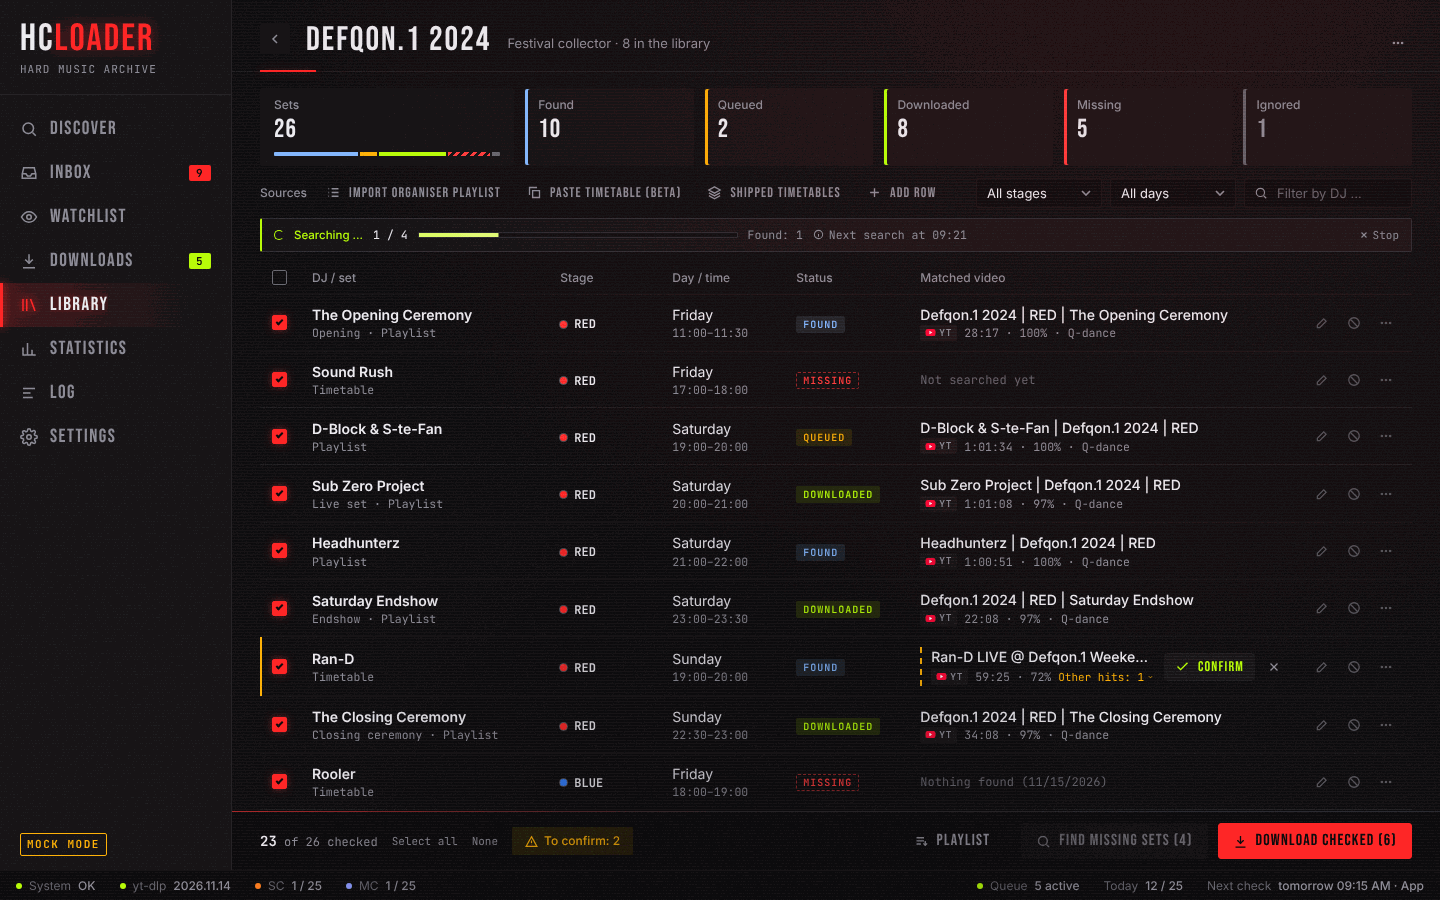 HCLOADER
HARD MUSIC ARCHIVE
DISCOVER
INBOX 9
WATCHLIST
DOWNLOADS 5
LIBRARY
STATISTICS
LOG
SETTINGS
MOCK MODE
DEFQON.1 2024 Festival collector · 8 in the library
Sets Found Queued Downloaded Missing Ignored
26 10 2 8 5 1
Sources IMPORT ORGANISER PLAYLIST PASTE TIMETABLE (BETA) SHIPPED TIMETABLES ADD ROW All stages All days Filter by DJ ...
Searching ... 1 / 4 Found: 1 Next search at 09:21 Stop
DJ / set Stage Day / time Status Matched video
The Opening Ceremony RED Friday FOUND Defqon.1 2024 | RED | The Opening Ceremony
Opening · Playlist 11:00–11:30 YT 28:17 · 100% · Q-dance
Sound Rush RED Friday MISSING Not searched yet
Timetable 17:00–18:00
D-Block & S-te-Fan RED Saturday QUEUED D-Block & S-te-Fan | Defqon.1 2024 | RED
Playlist 19:00–20:00 YT 1:01:34 · 100% · Q-dance
Sub Zero Project RED Saturday DOWNLOADED Sub Zero Project | Defqon.1 2024 | RED
Live set · Playlist 20:00–21:00 YT 1:01:08 · 97% · Q-dance
Headhunterz RED Saturday FOUND Headhunterz | Defqon.1 2024 | RED
Playlist 21:00–22:00 YT 1:00:51 · 100% · Q-dance
Saturday Endshow RED Saturday DOWNLOADED Defqon.1 2024 | RED | Saturday Endshow
Endshow · Playlist 23:00–23:30 YT 22:08 · 97% · Q-dance
Ran-D RED Sunday FOUND Ran-D LIVE @ Defqon.1 Weeke... CONFIRM
Timetable 19:00–20:00 YT 59:25 · 72% Other hits: 1
The Closing Ceremony RED Sunday DOWNLOADED Defqon.1 2024 | RED | The Closing Ceremony
Closing ceremony · Playlist 22:30–23:00 YT 34:08 · 97% · Q-dance
Rooler BLUE Friday MISSING Nothing found (11/15/2026)
Timetable 18:00–19:00
23 of 26 checked Select all None To confirm: 2 PLAYLIST FIND MISSING SETS (4) DOWNLOAD CHECKED (6)
System OK yt-dlp 2026.11.14 SC 1 / 25 MC 1 / 25 Queue 5 active Today 12 / 25 Next check tomorrow 09:15 AM · App